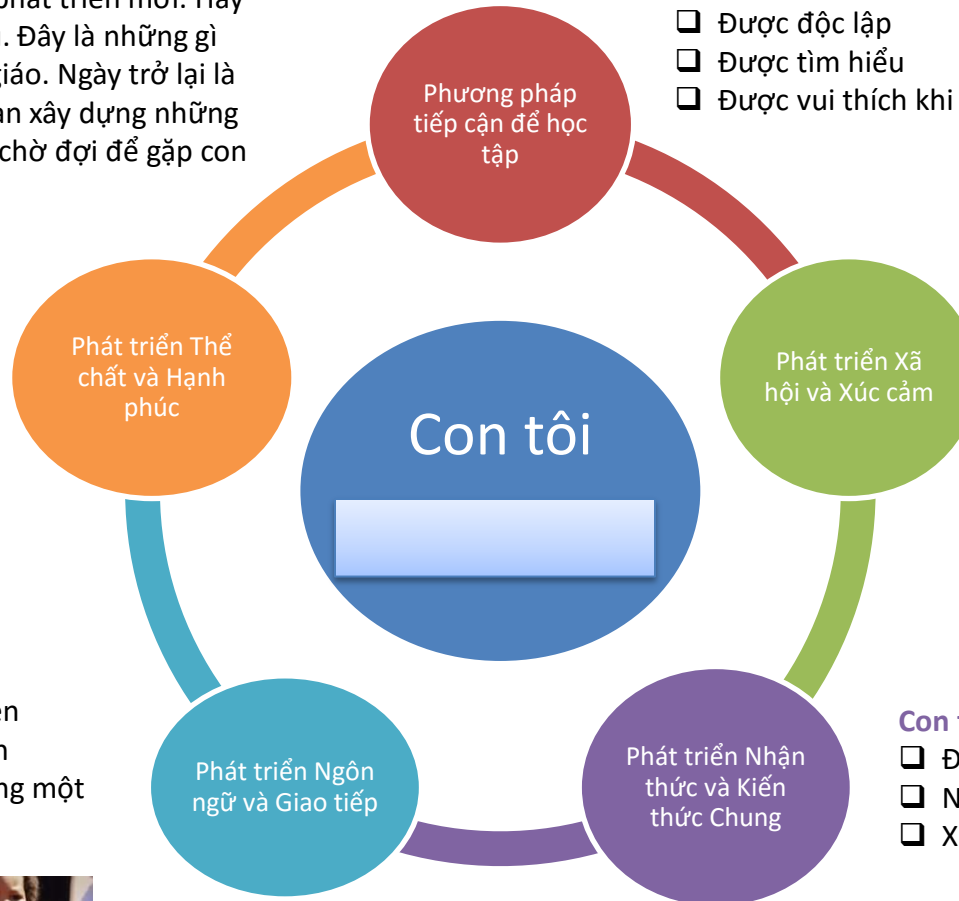 phát triển mới. Hãy
Đây là những gì
giáo. Ngày trở lại là
xây dựng những
chờ đợi để gặp con
❑ Được độc lập
❑ Được tìm hiểu
❑ Được vui thích khi
Phương pháp
tiếp cận để học
tập
Phát triển Thể
chất và Hạnh
phúc
Phát triển Xã
hội và Xúc cảm
Con tôi
Phát triển Ngôn
ngữ và Giao tiếp
Phát triển Nhận
thức và Kiến
thức Chung
một
Con